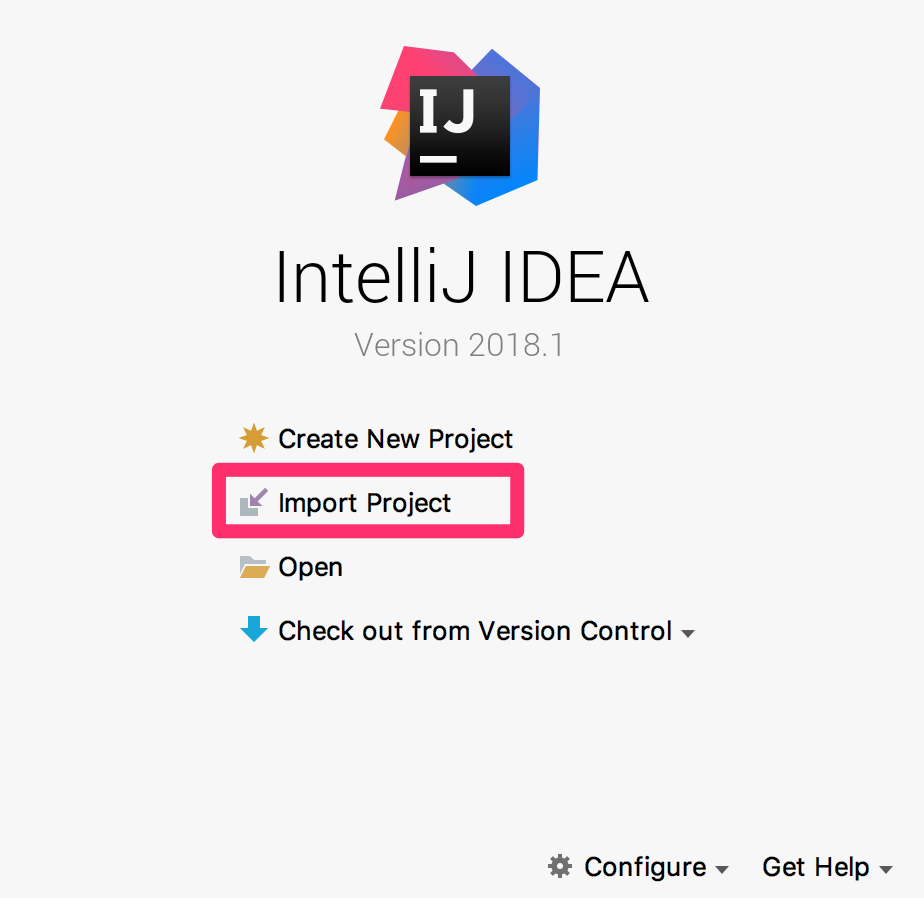 IJ
IntelliJ IDEA
Version 2018.1
Create New Project
Import Project
Open
Check out from Version Control
Configure Get Help